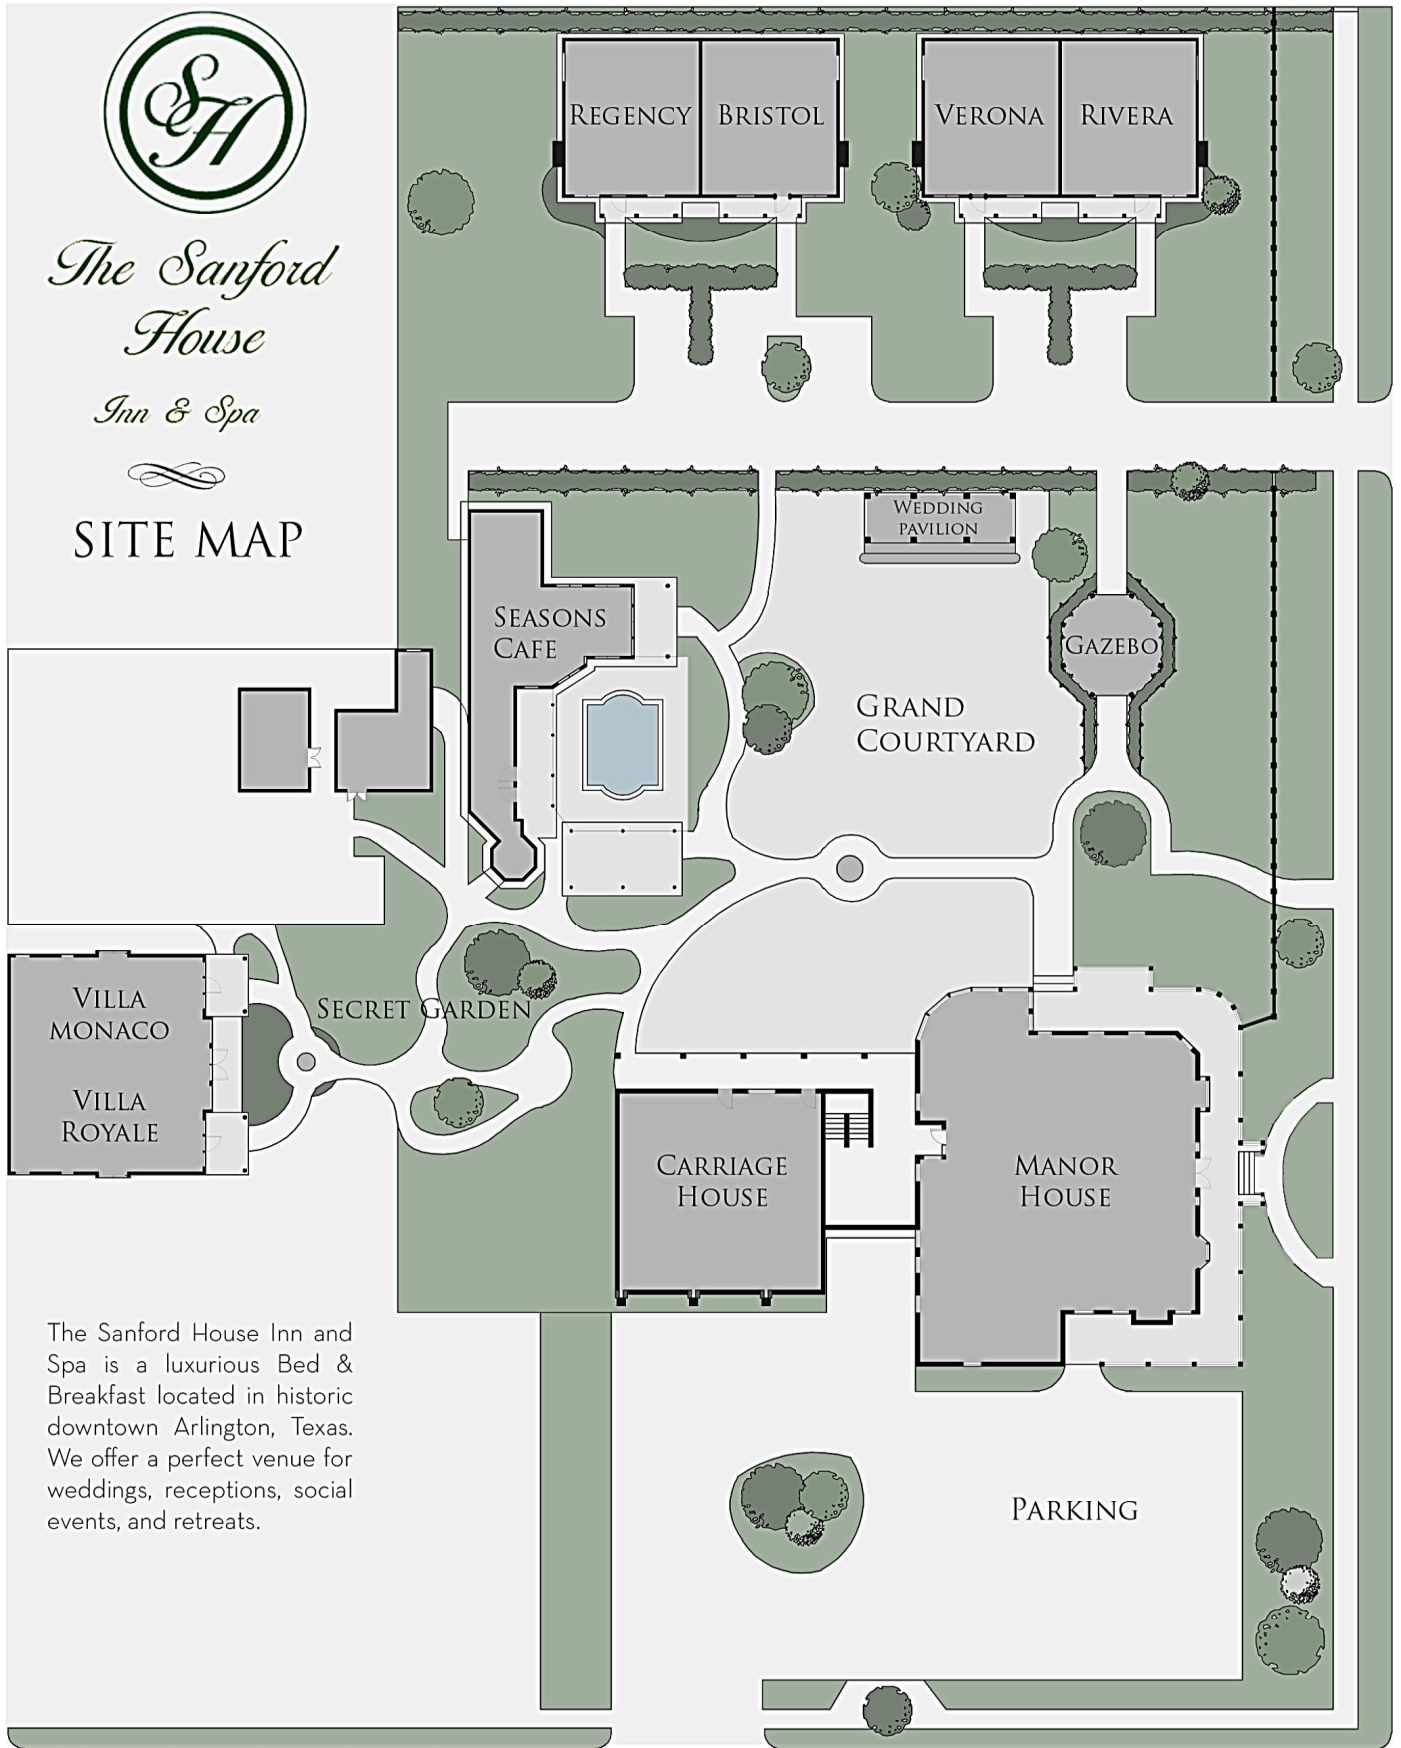 SH
The Sanford
House
Inn & Spa
SITE MAP
REGENCY
BRISTOL
VERONA
RIVERA
WEDDING
PAVILION
SEASONS
CAFE
GAZEBO
GRAND
COURTYARD
VILLA
MONACO
VILLA
ROYALE
SECRET GARDEN
CARRIAGE
HOUSE
MANOR
HOUSE
The Sanford House Inn and
Spa is a luxurious Bed &
Breakfast located in historic
downtown Arlington, Texas.
We offer a perfect venue for
weddings, receptions, social
events, and retreats.
PARKING